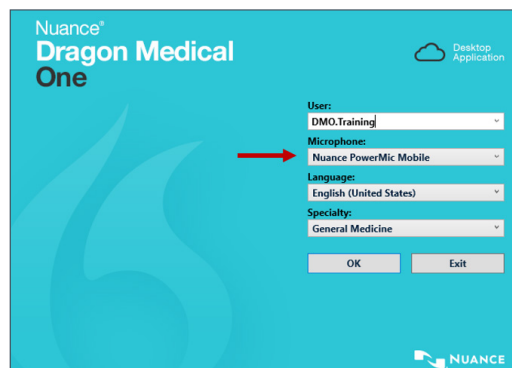 Nuance®
Dragon Medical
One
Desktop
Application
User:
DMO.Training
Microphone:
Nuance PowerMic Mobile
Language:
English (United States)
Specialty:
General Medicine
OK
Exit
NUANCE